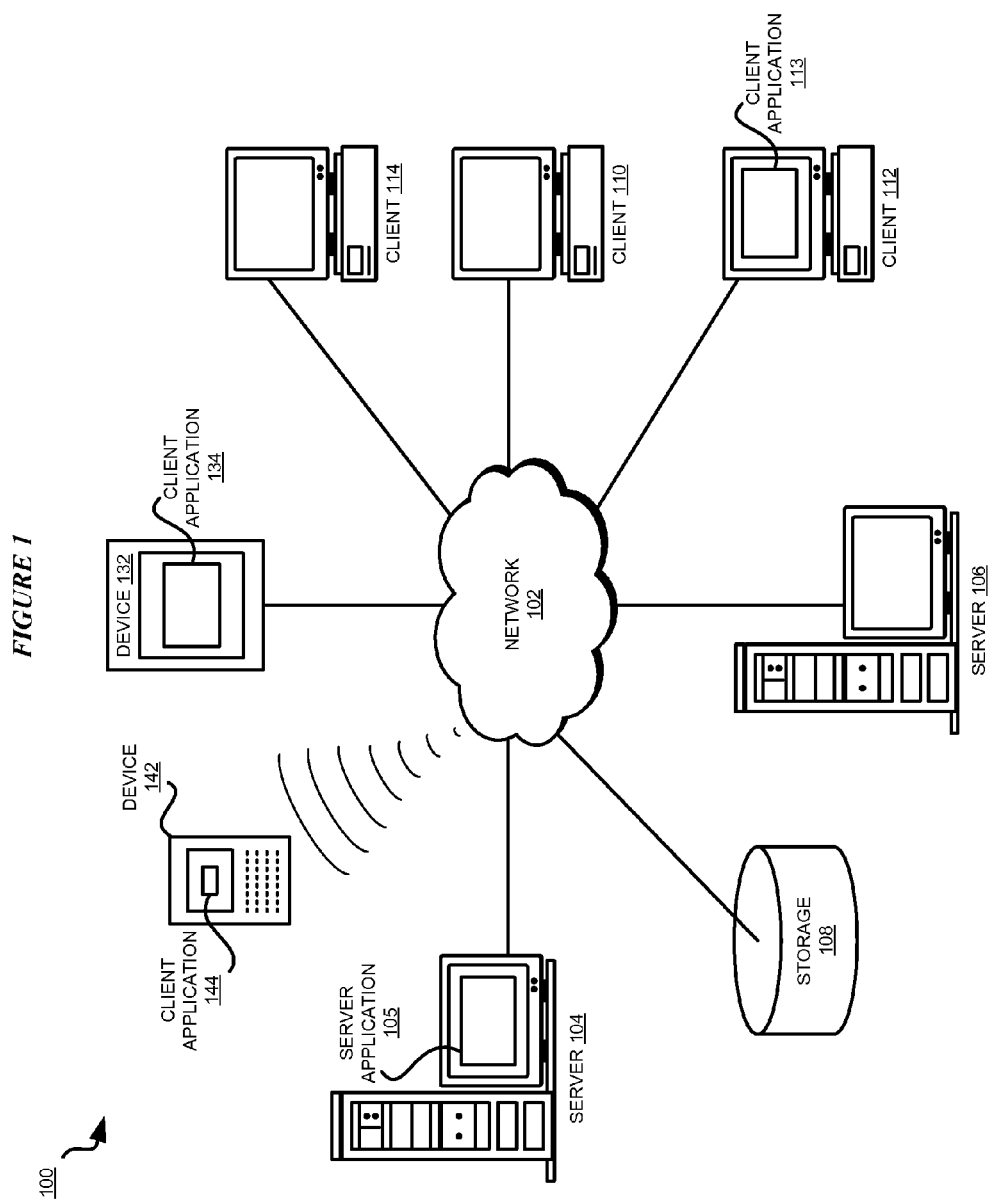 FIGURE 1
100
CLIENT
APPLICATION
144
DEVICE
142
DEVICE 132
CLIENT
APPLICATION
134
CLIENT 114
SERVER
APPLICATION
105
SERVER 104
NETWORK
102
CLIENT 110
STORAGE
108
SERVER 106
CLIENT
APPLICATION
113
CLIENT 112